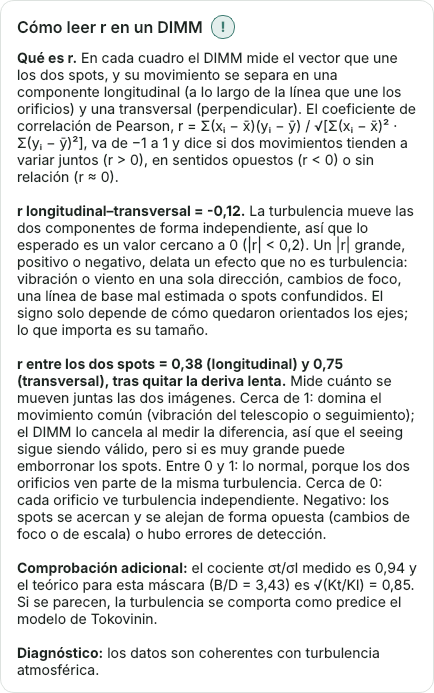 Cómo leer r en un DIMM !
Qué es r. En cada cuadro el DIMM mide el vector que une
los dos spots, y su movimiento se separa en una
componente longitudinal (a lo largo de la línea que une los
orificios) y una transversal (perpendicular). El coeficiente de
correlación de Pearson, r = Σ(xᵢ − x̄)(yᵢ − ȳ) / √[Σ(xᵢ − x̄)² ·
Σ(yᵢ − ȳ)²], va de −1 a 1 y dice si dos movimientos tienden a
variar juntos (r > 0), en sentidos opuestos (r < 0) o sin
relación (r ≈ 0).
r longitudinal–transversal = -0,12. La turbulencia mueve las
dos componentes de forma independiente, así que lo
esperado es un valor cercano a 0 (|r| < 0,2). Un |r| grande,
positivo o negativo, delata un efecto que no es turbulencia:
vibración o viento en una sola dirección, cambios de foco,
una línea de base mal estimada o spots confundidos. El
signo solo depende de cómo quedaron orientados los ejes;
lo que importa es su tamaño.
r entre los dos spots = 0,38 (longitudinal) y 0,75
(transversal), tras quitar la deriva lenta. Mide cuánto se
mueven juntas las dos imágenes. Cerca de 1: domina el
movimiento común (vibración del telescopio o seguimiento);
el DIMM lo cancela al medir la diferencia, así que el seeing
sigue siendo válido, pero si es muy grande puede
emborronar los spots. Entre 0 y 1: lo normal, porque los dos
orificios ven parte de la misma turbulencia. Cerca de 0:
cada orificio ve turbulencia independiente. Negativo: los
spots se acercan y se alejan de forma opuesta (cambios de
foco o de escala) o hubo errores de detección.
Comprobación adicional: el cociente σt/σl medido es 0,94 y
el teórico para esta máscara (B/D = 3,43) es √(Kt/Kl) = 0,85.
Si se parecen, la turbulencia se comporta como predice el
modelo de Tokovinin.
Diagnóstico: los datos son coherentes con turbulencia
atmosférica.